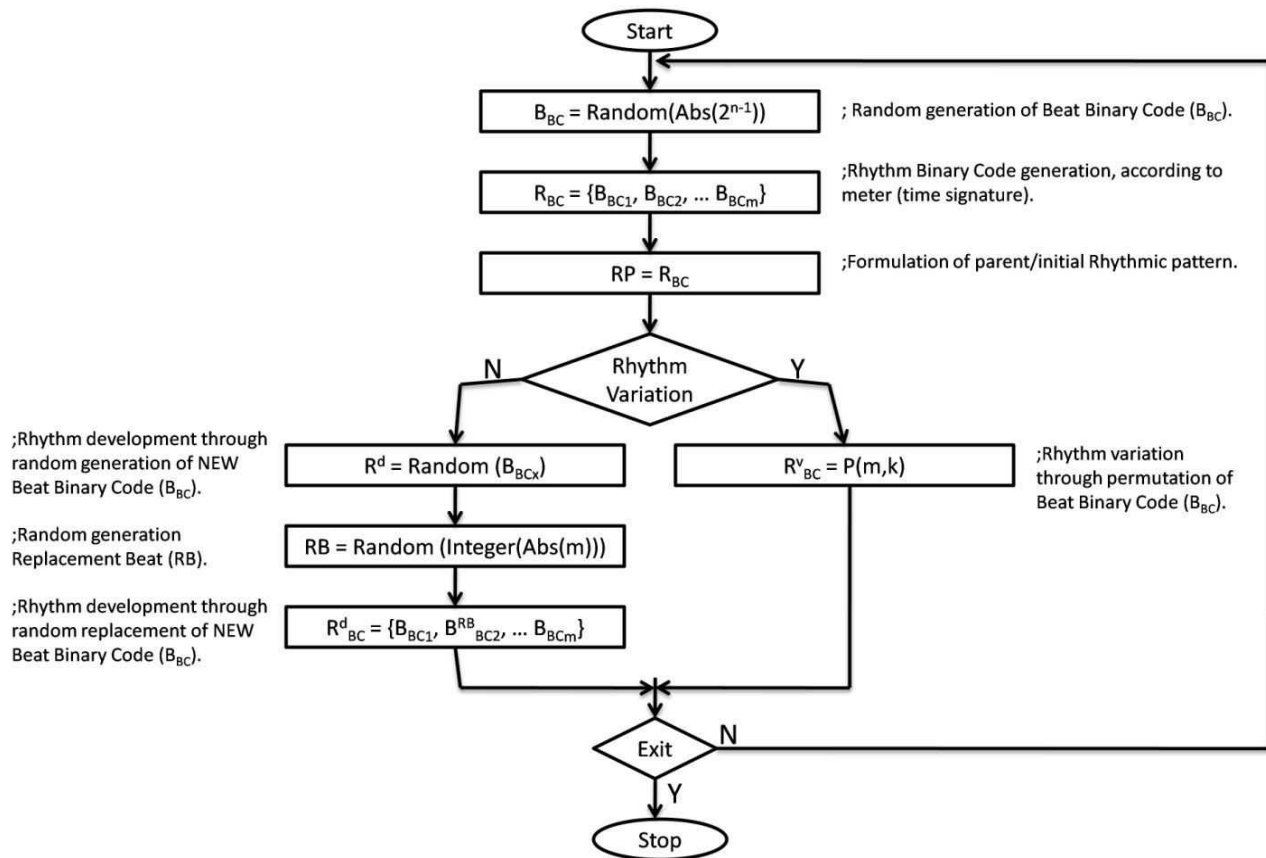 Start
B_BC = Random(Abs(2^n-1))
; Random generation of Beat Binary Code (B_BC).
R_BC = {B_BC1, B_BC2, ... B_BCm}
;Rhythm Binary Code generation, according to
meter (time signature).
RP = R_BC
;Formulation of parent/initial Rhythmic pattern.
Rhythm
Variation
N
Y
;Rhythm development through
random generation of NEW
Beat Binary Code (B_BC).
R^d = Random (B_BCx)
R^v_BC = P(m,k)
;Rhythm variation
through permutation of
Beat Binary Code (B_BC).
;Random generation
Replacement Beat (RB).
RB = Random (Integer(Abs(m)))
;Rhythm development through
random replacement of NEW
Beat Binary Code (B_BC).
R^d_BC = {B_BC1, B^RB_BC2, ... B_BCm}
Exit
N
Y
Stop